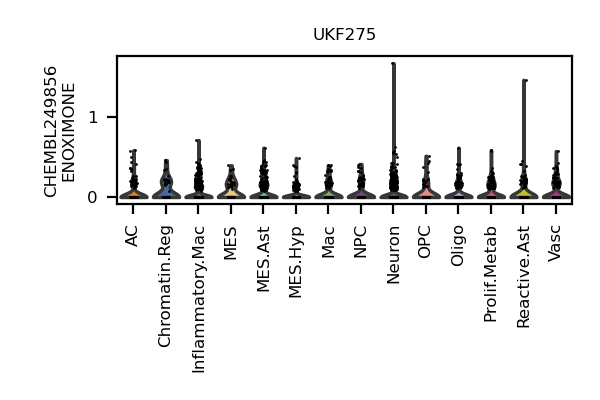 UKF275
CHEMBL249856
ENOXIMONE
1
0
AC
Chromatin.Reg
Inflammatory.Mac
MES
MES.Ast
MES.Hyp
Mac
NPC
Neuron
OPC
Oligo
Prolif.Metab
Reactive.Ast
Vasc